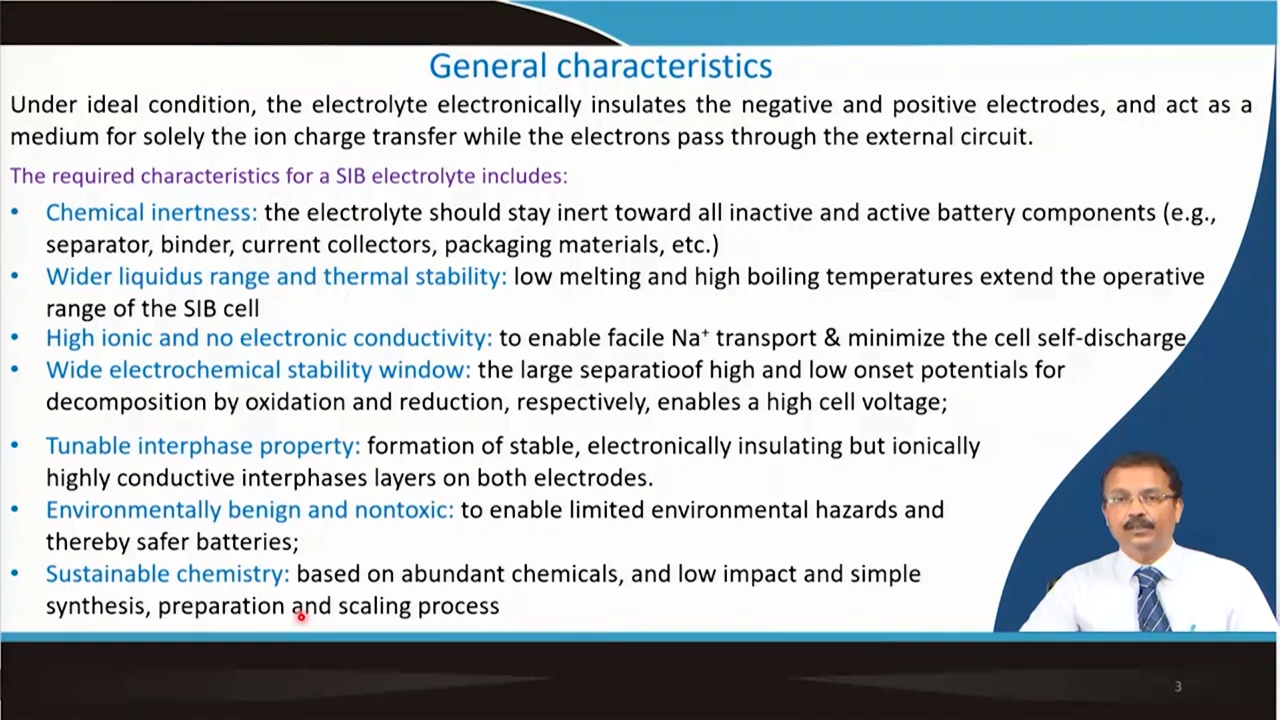 General characteristics
Under ideal condition, the electrolyte electronically insulates the negative and positive electrodes, and act as a
medium for solely the ion charge transfer while the electrons pass through the external circuit.
The required characteristics for a SIB electrolyte includes:
• Chemical inertness: the electrolyte should stay inert toward all inactive and active battery components (e.g.,
separator, binder, current collectors, packaging materials, etc.)
• Wider liquidus range and thermal stability: low melting and high boiling temperatures extend the operative
range of the SIB cell
• High ionic and no electronic conductivity: to enable facile Na⁺ transport & minimize the cell self-discharge
• Wide electrochemical stability window: the large separatioof high and low onset potentials for
decomposition by oxidation and reduction, respectively, enables a high cell voltage;
• Tunable interphase property: formation of stable, electronically insulating but ionically
highly conductive interphases layers on both electrodes.
• Environmentally benign and nontoxic: to enable limited environmental hazards and
thereby safer batteries;
• Sustainable chemistry: based on abundant chemicals, and low impact and simple
synthesis, preparation and scaling process
3